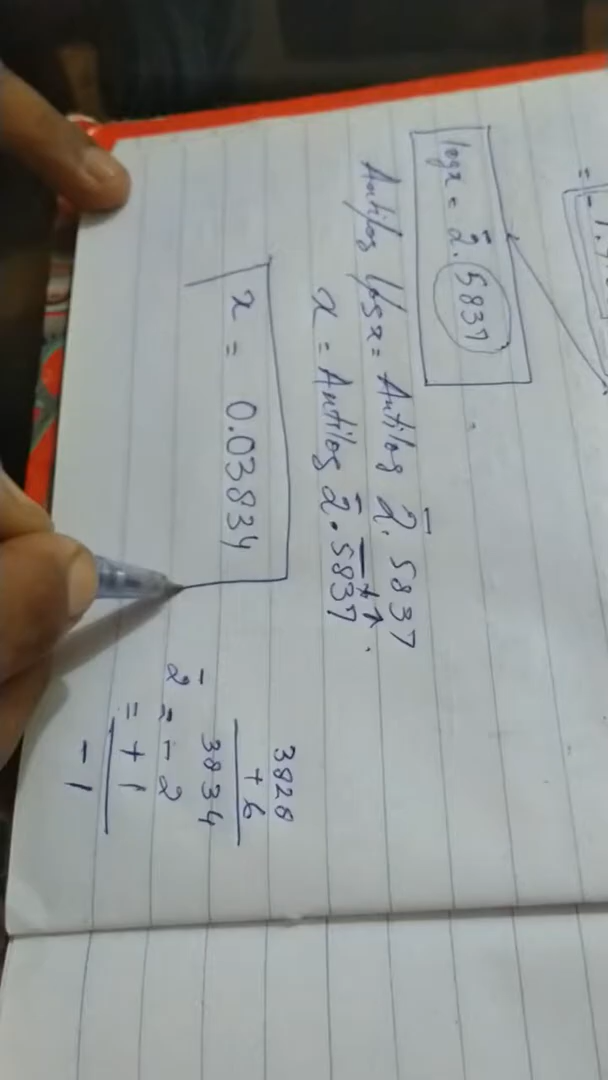 log x = 2̄.5837
Antilog log x = Antilog 2̄.5837
x = Antilog 2̄.5837
x = 0.03834
3828
+ 6
3834
2̄ = - 2
= + 1
- 1